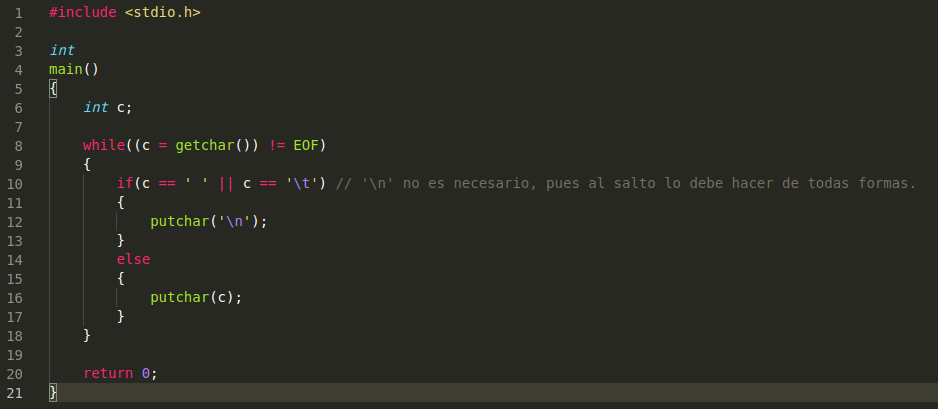 1 #include <stdio.h>
2
3 int
4 main()
5 {
6     int c;
7
8     while((c = getchar()) != EOF)
9     {
10         if(c == ' ' || c == '\t') // '\n' no es necesario, pues al salto lo debe hacer de todas formas.
11         {
12             putchar('\n');
13         }
14         else
15         {
16             putchar(c);
17         }
18     }
19
20     return 0;
21 }